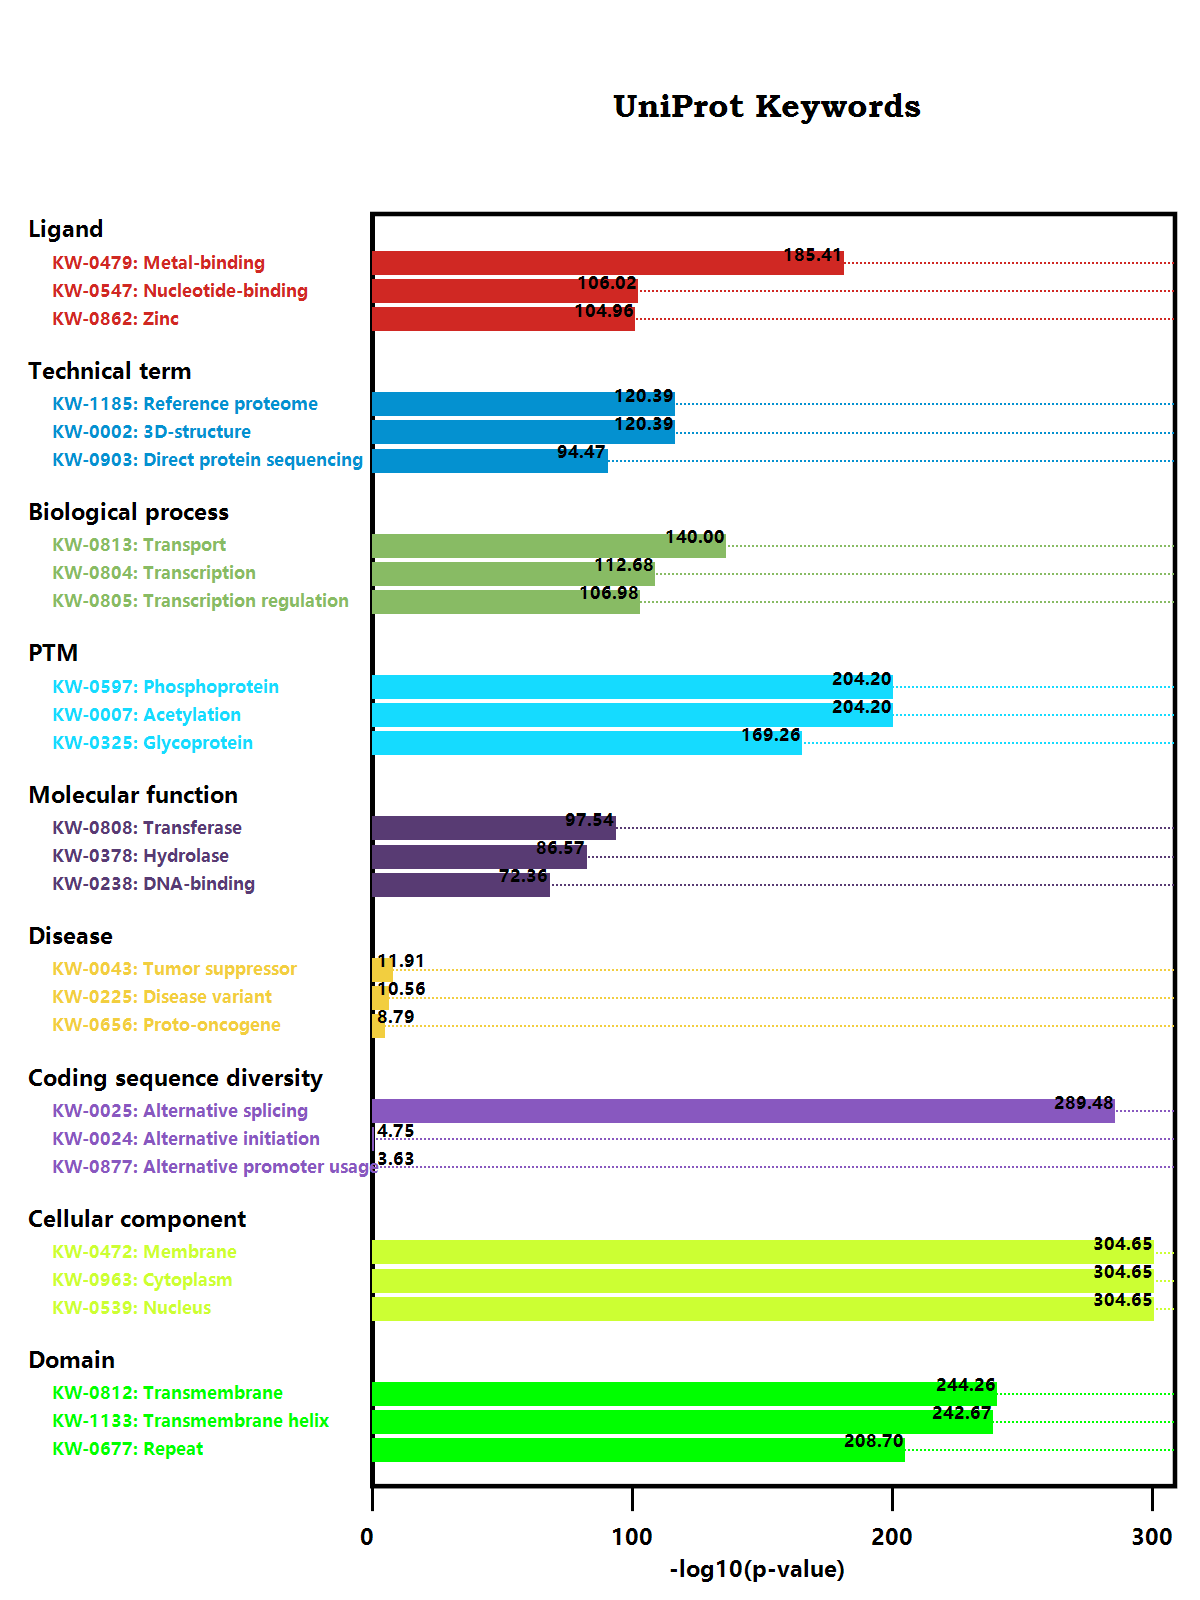 UniProt Keywords
Ligand
KW-0479: Metal-binding 185.41
KW-0547: Nucleotide-binding 106.02
KW-0862: Zinc 104.96
Technical term
KW-1185: Reference proteome 120.39
KW-0002: 3D-structure 120.39
KW-0903: Direct protein sequencing 94.47
Biological process
KW-0813: Transport 140.00
KW-0804: Transcription 112.68
KW-0805: Transcription regulation 106.98
PTM
KW-0597: Phosphoprotein 204.20
KW-0007: Acetylation 204.20
KW-0325: Glycoprotein 169.26
Molecular function
KW-0808: Transferase 97.54
KW-0378: Hydrolase 86.57
KW-0238: DNA-binding 72.36
Disease
KW-0043: Tumor suppressor 11.91
KW-0225: Disease variant 10.56
KW-0656: Proto-oncogene 8.79
Coding sequence diversity
KW-0025: Alternative splicing 289.48
KW-0024: Alternative initiation 4.75
KW-0877: Alternative promoter usage 3.63
Cellular component
KW-0472: Membrane 304.65
KW-0963: Cytoplasm 304.65
KW-0539: Nucleus 304.65
Domain
KW-0812: Transmembrane 244.26
KW-1133: Transmembrane helix 242.67
KW-0677: Repeat 208.70
0 100 200 300
-log10(p-value)